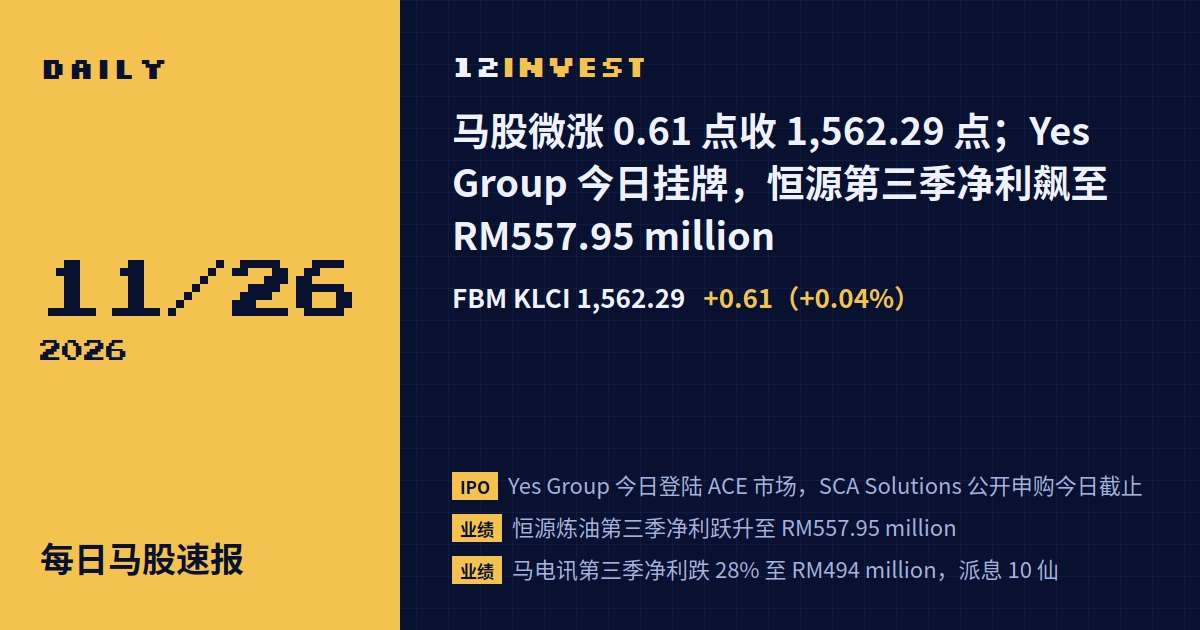 DAILY
11/26
2026
每日马股速报
12INVEST
马股微涨 0.61 点收 1,562.29 点；Yes
Group 今日挂牌，恒源第三季净利飙至
RM557.95 million
FBM KLCI 1,562.29 +0.61（+0.04%）
IPO Yes Group 今日登陆 ACE 市场，SCA Solutions 公开申购今日截止
业绩 恒源炼油第三季净利跃升至 RM557.95 million
业绩 马电讯第三季净利跌 28% 至 RM494 million，派息 10 仙